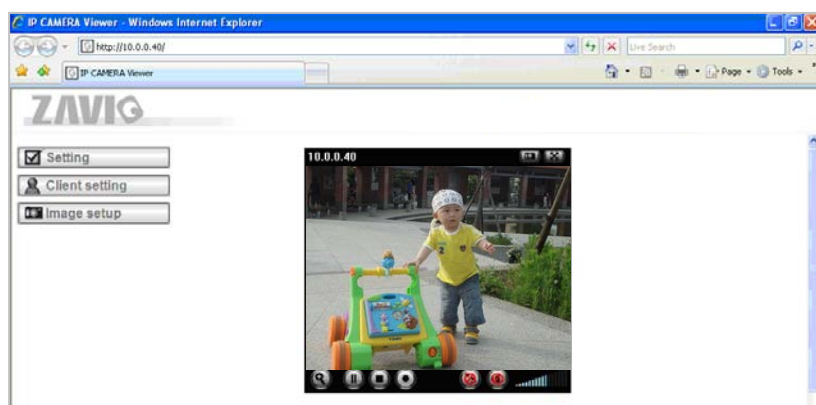 IP CAMERA Viewer - Windows Internet Explorer
http://10.0.0.40/
Live Search
IP CAMERA Viewer
Page
Tools
ZAVIO
Setting
Client setting
Image setup
10.0.0.40
2